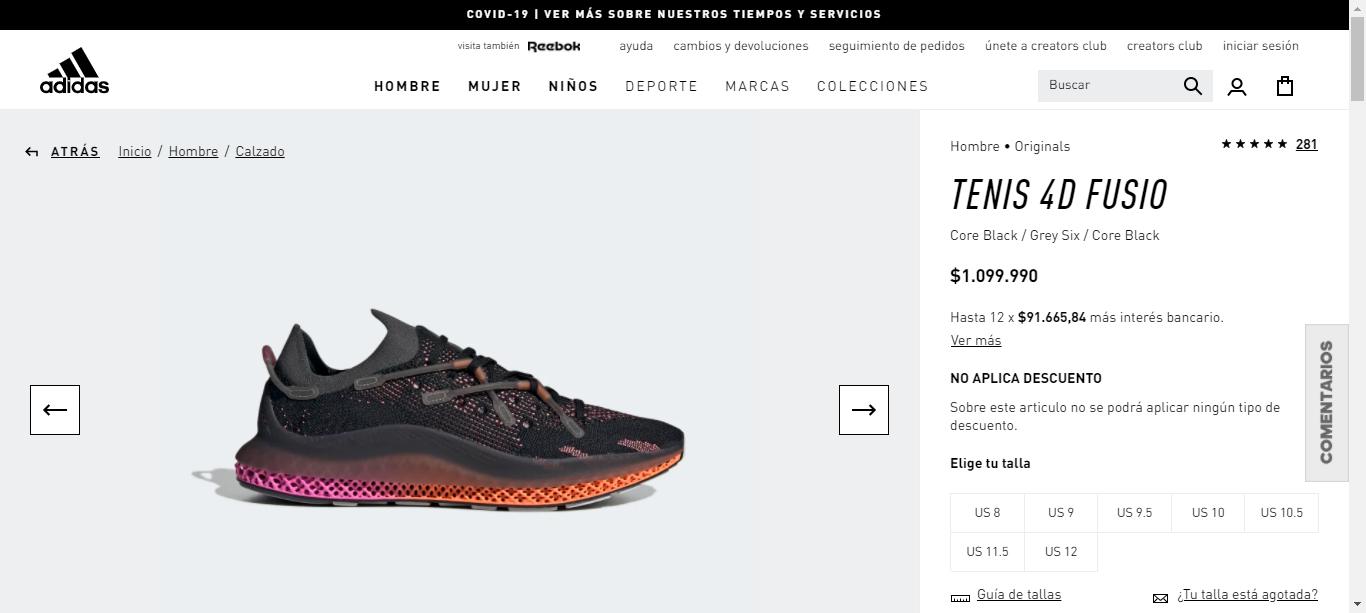 COVID-19 | VER MÁS SOBRE NUESTROS TIEMPOS Y SERVICIOS
visita también Reebok ayuda cambios y devoluciones seguimiento de pedidos únete a creators club creators club iniciar sesión
adidas
HOMBRE MUJER NIÑOS DEPORTE MARCAS COLECCIONES Buscar
ATRÁS Inicio / Hombre / Calzado
Hombre • Originals ★ ★ ★ ★ ★ 281
TENIS 4D FUSIO
Core Black / Grey Six / Core Black
$1.099.990
Hasta 12 x $91.665,84 más interés bancario.
Ver más
NO APLICA DESCUENTO
Sobre este articulo no se podrá aplicar ningún tipo de
descuento.
Elige tu talla
US 8 US 9 US 9.5 US 10 US 10.5
US 11.5 US 12
Guía de tallas ¿Tu talla está agotada?
COMENTARIOS